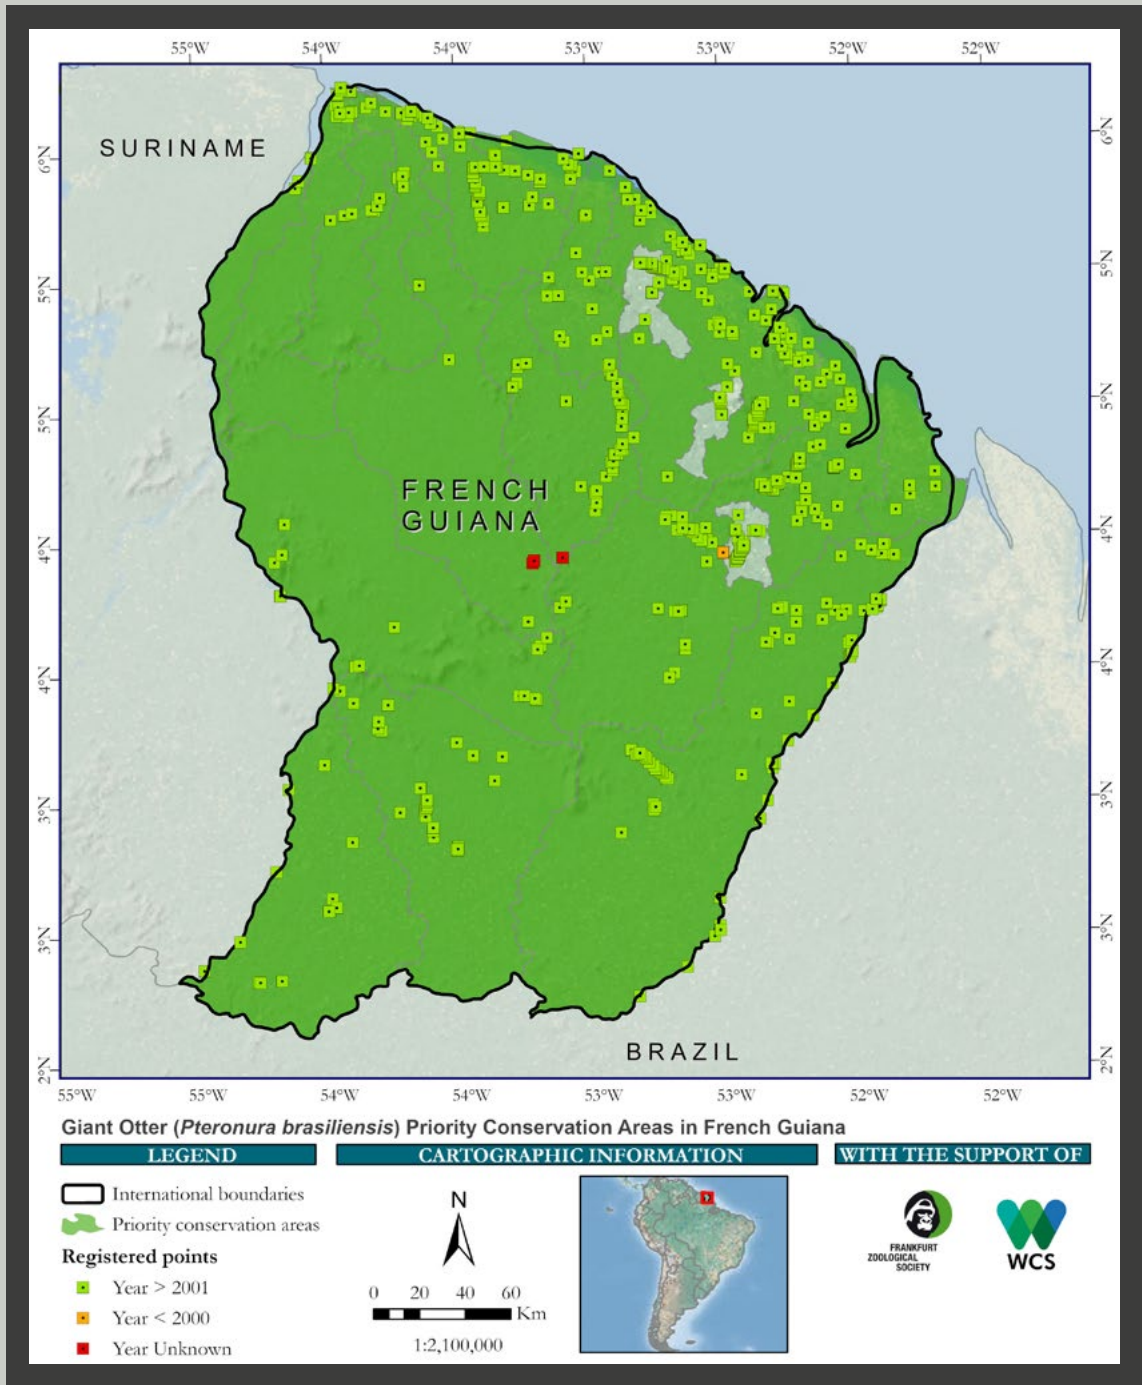 55°W 54°W 54°W 53°W 53°W 52°W 52°W
SURINAME
6°N
6°N
5°N
5°N
5°N
5°N
FRENCH
GUIANA
4°N
4°N
4°N
4°N
3°N
3°N
3°N
3°N
BRAZIL
2°N
2°N
55°W 55°W 54°W 54°W 53°W 53°W 52°W 52°W
Giant Otter (Pteronura brasiliensis) Priority Conservation Areas in French Guiana
LEGEND
International boundaries
Priority conservation areas
Registered points
Year > 2001
Year < 2000
Year Unknown
CARTOGRAPHIC INFORMATION
N
0 20 40 60
Km
1:2,100,000
WITH THE SUPPORT OF
FRANKFURT
ZOOLOGICAL
SOCIETY
WCS